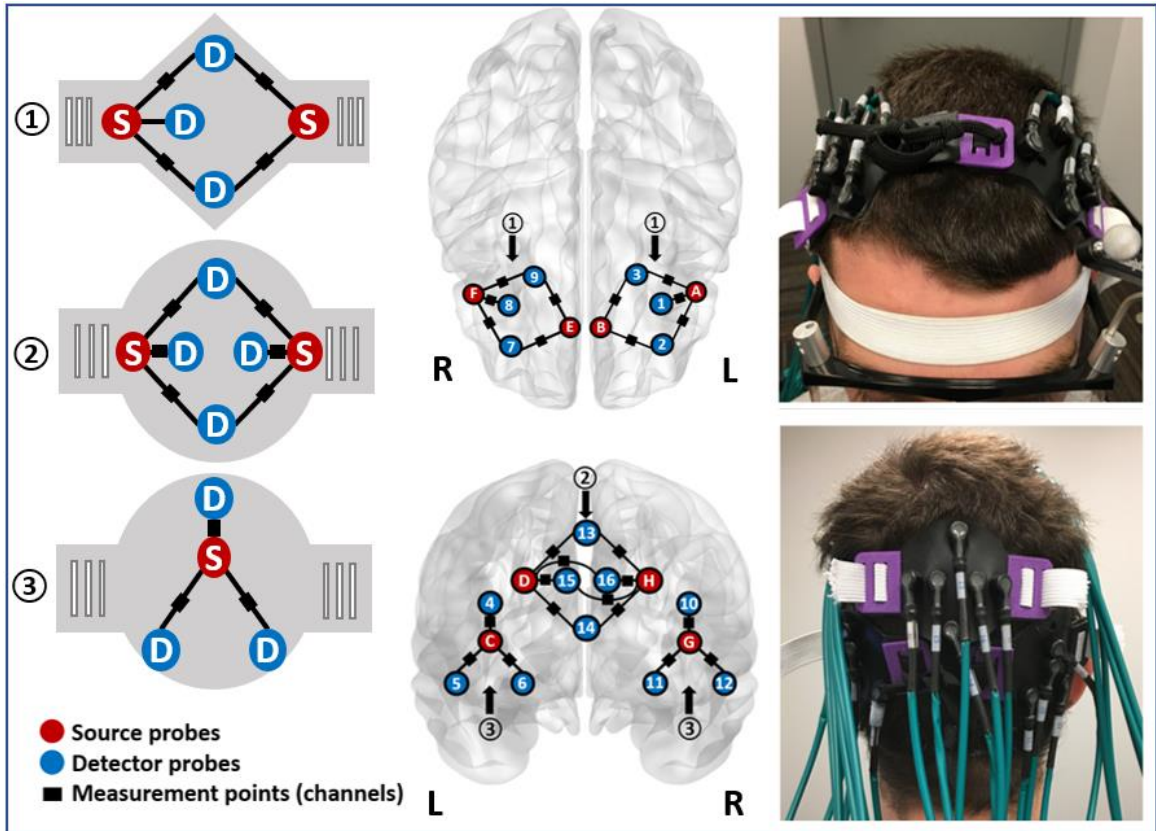 ①
D
S
D
S
D
②
D
S
D
D
S
D
③
D
S
D
D
Source probes
Detector probes
Measurement points (channels)
①
①
9
3
F
8
1
A
E
B
7
2
R
L
②
13
D
15
16
H
4
10
14
C
G
5
6
11
12
③
③
L
R